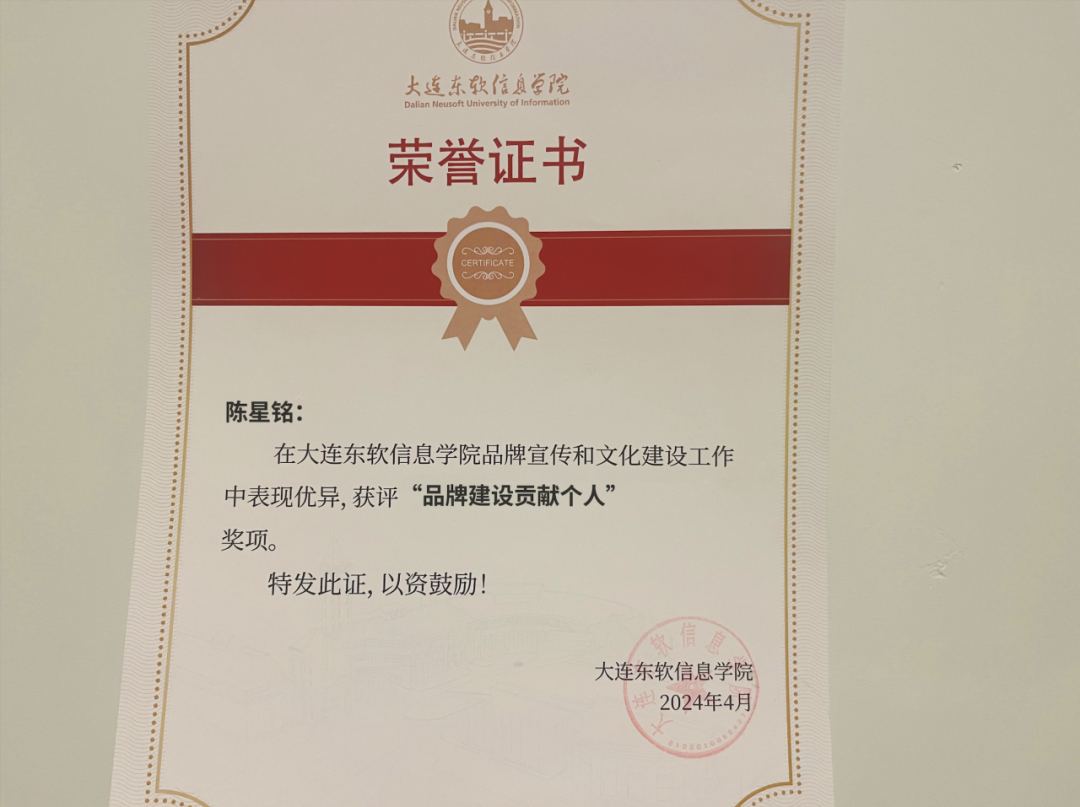 大连东软信息学院
Dalian Neusoft University of Information
荣誉证书
CERTIFICATE
陈星铭：
在大连东软信息学院品牌宣传和文化建设工作
中表现优异, 获评“品牌建设贡献个人”
奖项。
特发此证, 以资鼓励！
大连东软信息学院
2024年4月